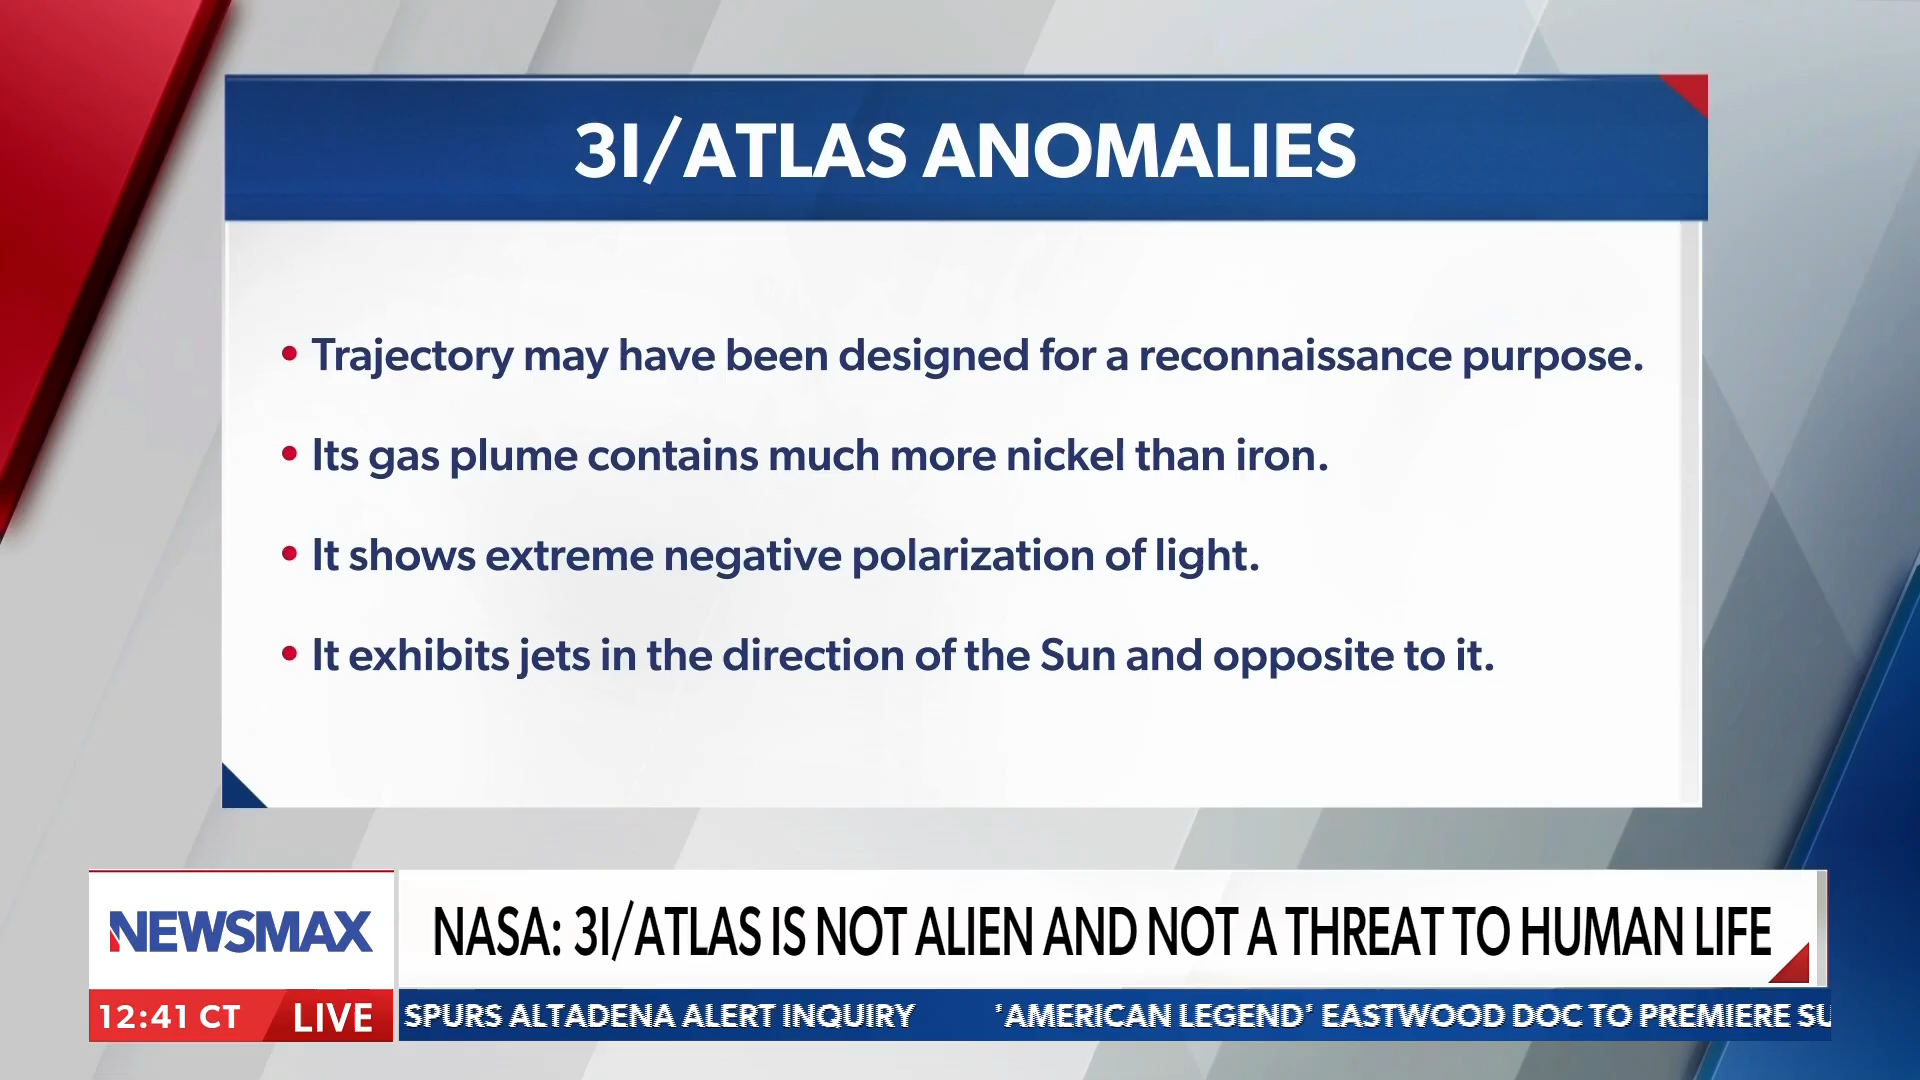 3I/ATLAS ANOMALIES
• Trajectory may have been designed for a reconnaissance purpose.
• Its gas plume contains much more nickel than iron.
• It shows extreme negative polarization of light.
• It exhibits jets in the direction of the Sun and opposite to it.
NEWSMAX
NASA: 3I/ATLAS IS NOT ALIEN AND NOT A THREAT TO HUMAN LIFE
12:41 CT LIVE
SPURS ALTADENA ALERT INQUIRY 'AMERICAN LEGEND' EASTWOOD DOC TO PREMIERE